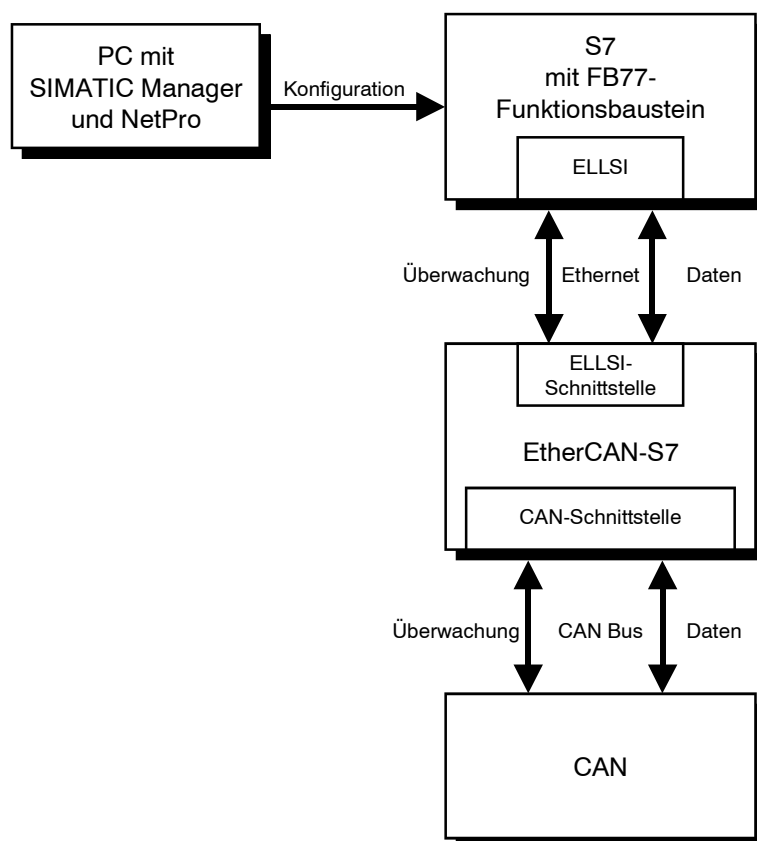 PC mit
SIMATIC Manager
und NetPro
Konfiguration
S7
mit FB77-
Funktionsbaustein
ELLSI
Überwachung
Ethernet
Daten
ELLSI-
Schnittstelle
EtherCAN-S7
CAN-Schnittstelle
Überwachung
CAN Bus
Daten
CAN